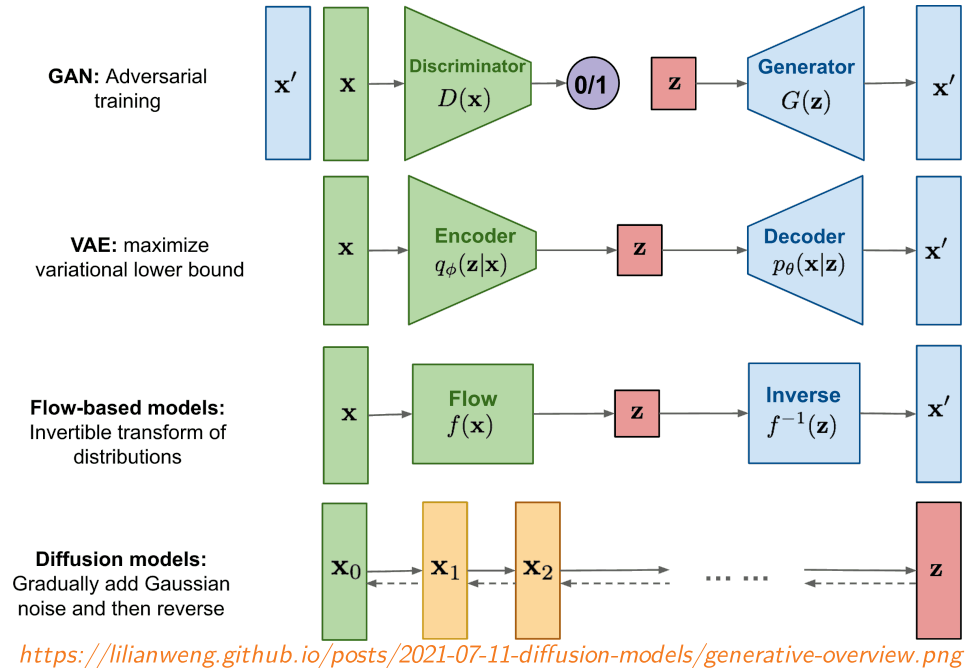 GAN: Adversarial
training
x′
x
Discriminator
D(x)
0/1
z
Generator
G(z)
x′
VAE: maximize
variational lower bound
x
Encoder
qϕ(z|x)
z
Decoder
pθ(x|z)
x′
Flow-based models:
Invertible transform of
distributions
x
Flow
f(x)
z
Inverse
f⁻¹(z)
x′
Diffusion models:
Gradually add Gaussian
noise and then reverse
x₀
x₁
x₂
... ...
z
https://lilianweng.github.io/posts/2021-07-11-diffusion-models/generative-overview.png